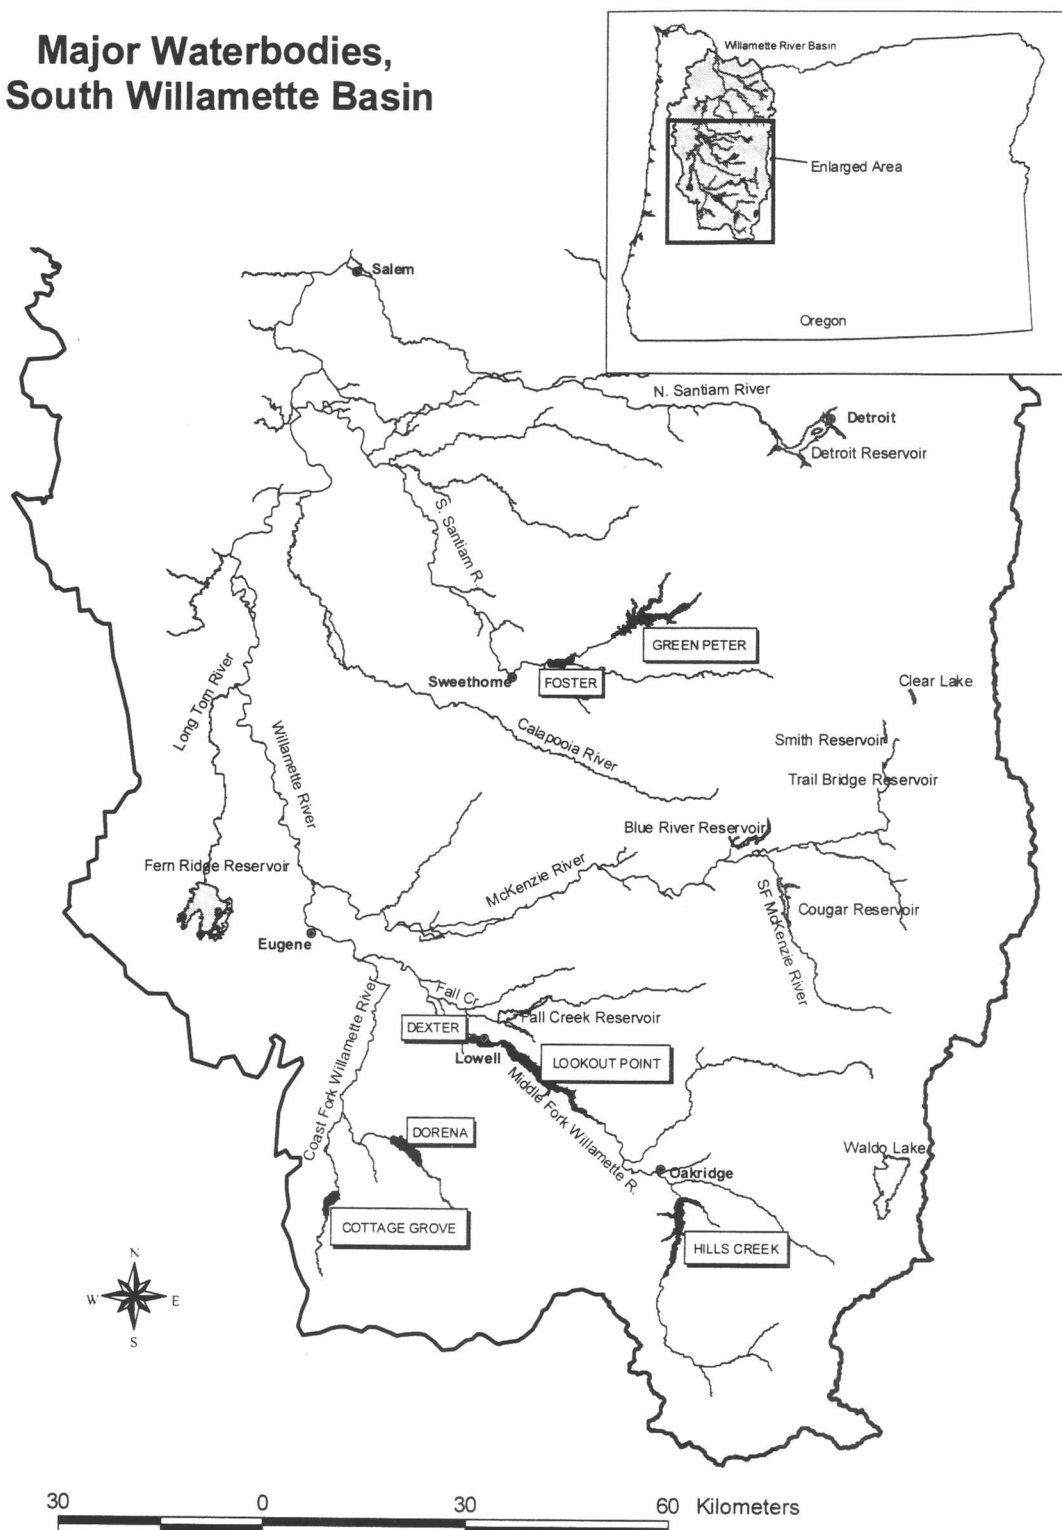 Major Waterbodies,
South Willamette Basin
Willamette River Basin
Enlarged Area
Oregon
Salem
N. Santiam River
Detroit
Detroit Reservoir
S. Santiam R.
GREEN PETER
Sweethome
FOSTER
Clear Lake
Long Tom River
Willamette River
Calapooia River
Smith Reservoir
Trail Bridge Reservoir
Blue River Reservoir
Fern Ridge Reservoir
McKenzie River
Cougar Reservoir
SF McKenzie River
Eugene
Fall Cr.
Fall Creek Reservoir
DEXTER
Lowell
LOOKOUT POINT
Coast Fork Willamette River
Middle Fork Willamette R.
DORENA
Waldo Lake
Oakridge
COTTAGE GROVE
HILLS CREEK
N
W
E
S
30 0 30 60 Kilometers